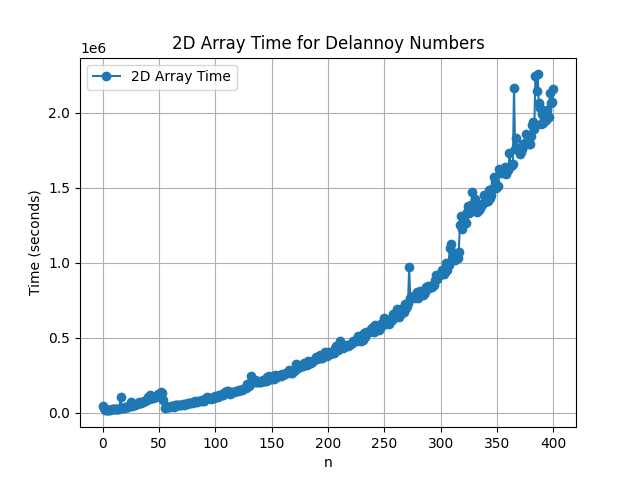 2D Array Time for Delannoy Numbers
1e6
2D Array Time
2.0
1.5
1.0
0.5
0.0
Time (seconds)
0 50 100 150 200 250 300 350 400
n